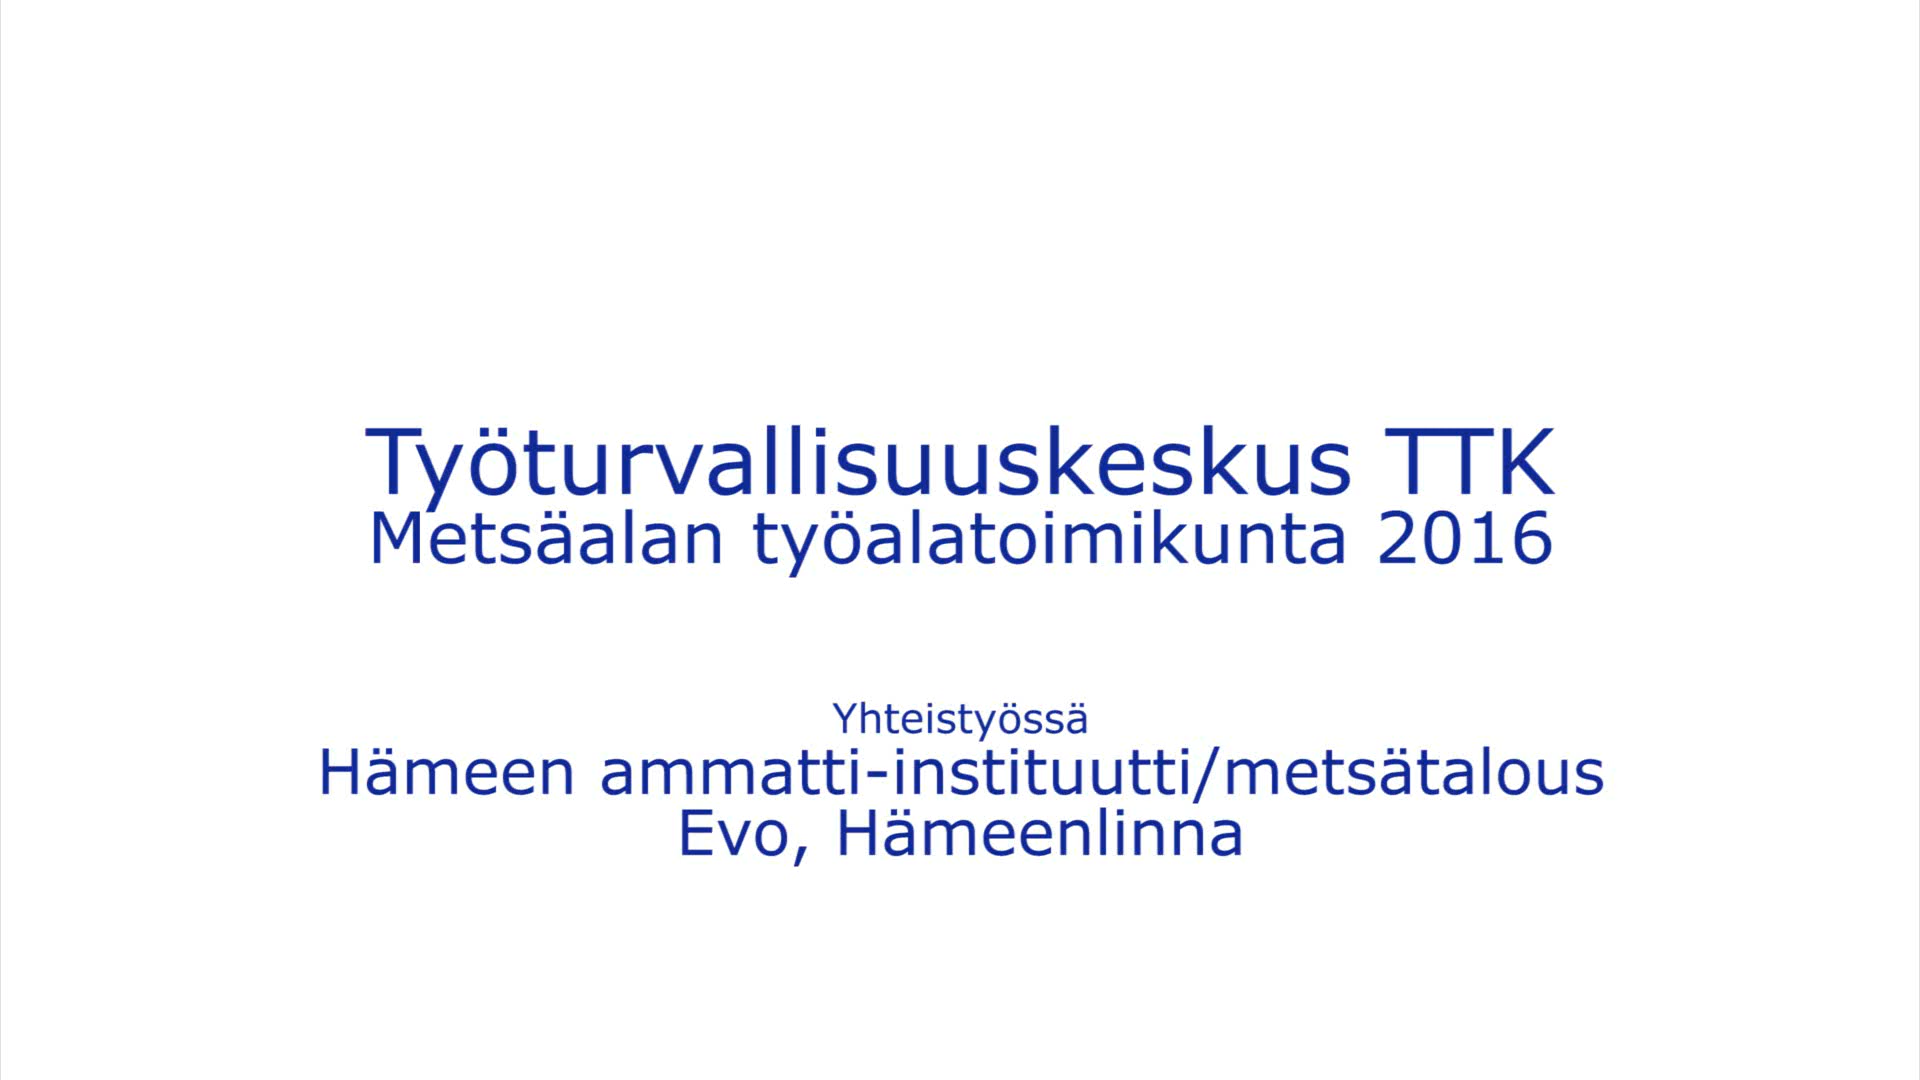 Työturvallisuuskeskus TTK
Metsäalan työalatoimikunta 2016
Yhteistyössä
Hämeen ammatti-instituutti/metsätalous
Evo, Hämeenlinna